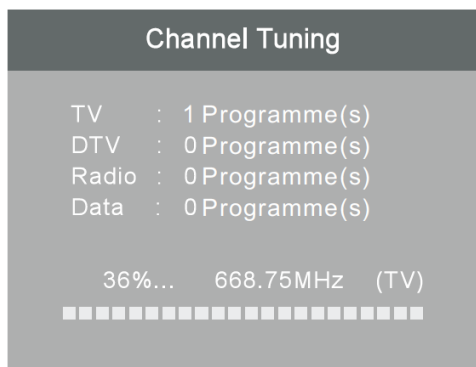 Channel Tuning
TV : 1 Programme(s)
DTV : 0 Programme(s)
Radio : 0 Programme(s)
Data : 0 Programme(s)
36%... 668.75MHz (TV)